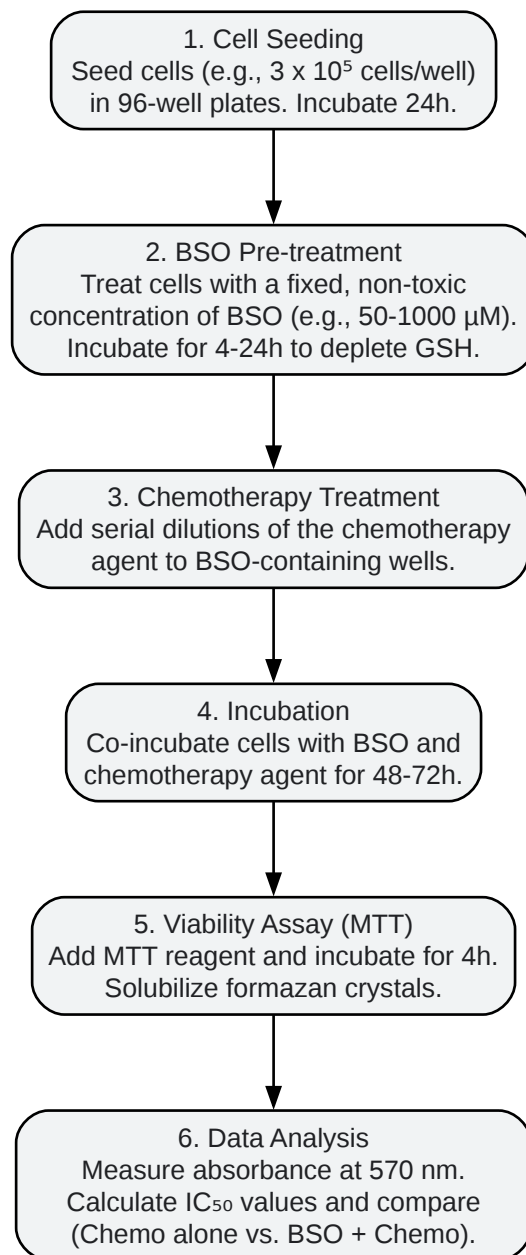 1. Cell Seeding
Seed cells (e.g., 3 x 10⁵ cells/well)
in 96-well plates. Incubate 24h.
2. BSO Pre-treatment
Treat cells with a fixed, non-toxic
concentration of BSO (e.g., 50-1000 µM).
Incubate for 4-24h to deplete GSH.
3. Chemotherapy Treatment
Add serial dilutions of the chemotherapy
agent to BSO-containing wells.
4. Incubation
Co-incubate cells with BSO and
chemotherapy agent for 48-72h.
5. Viability Assay (MTT)
Add MTT reagent and incubate for 4h.
Solubilize formazan crystals.
6. Data Analysis
Measure absorbance at 570 nm.
Calculate IC₅₀ values and compare
(Chemo alone vs. BSO + Chemo).